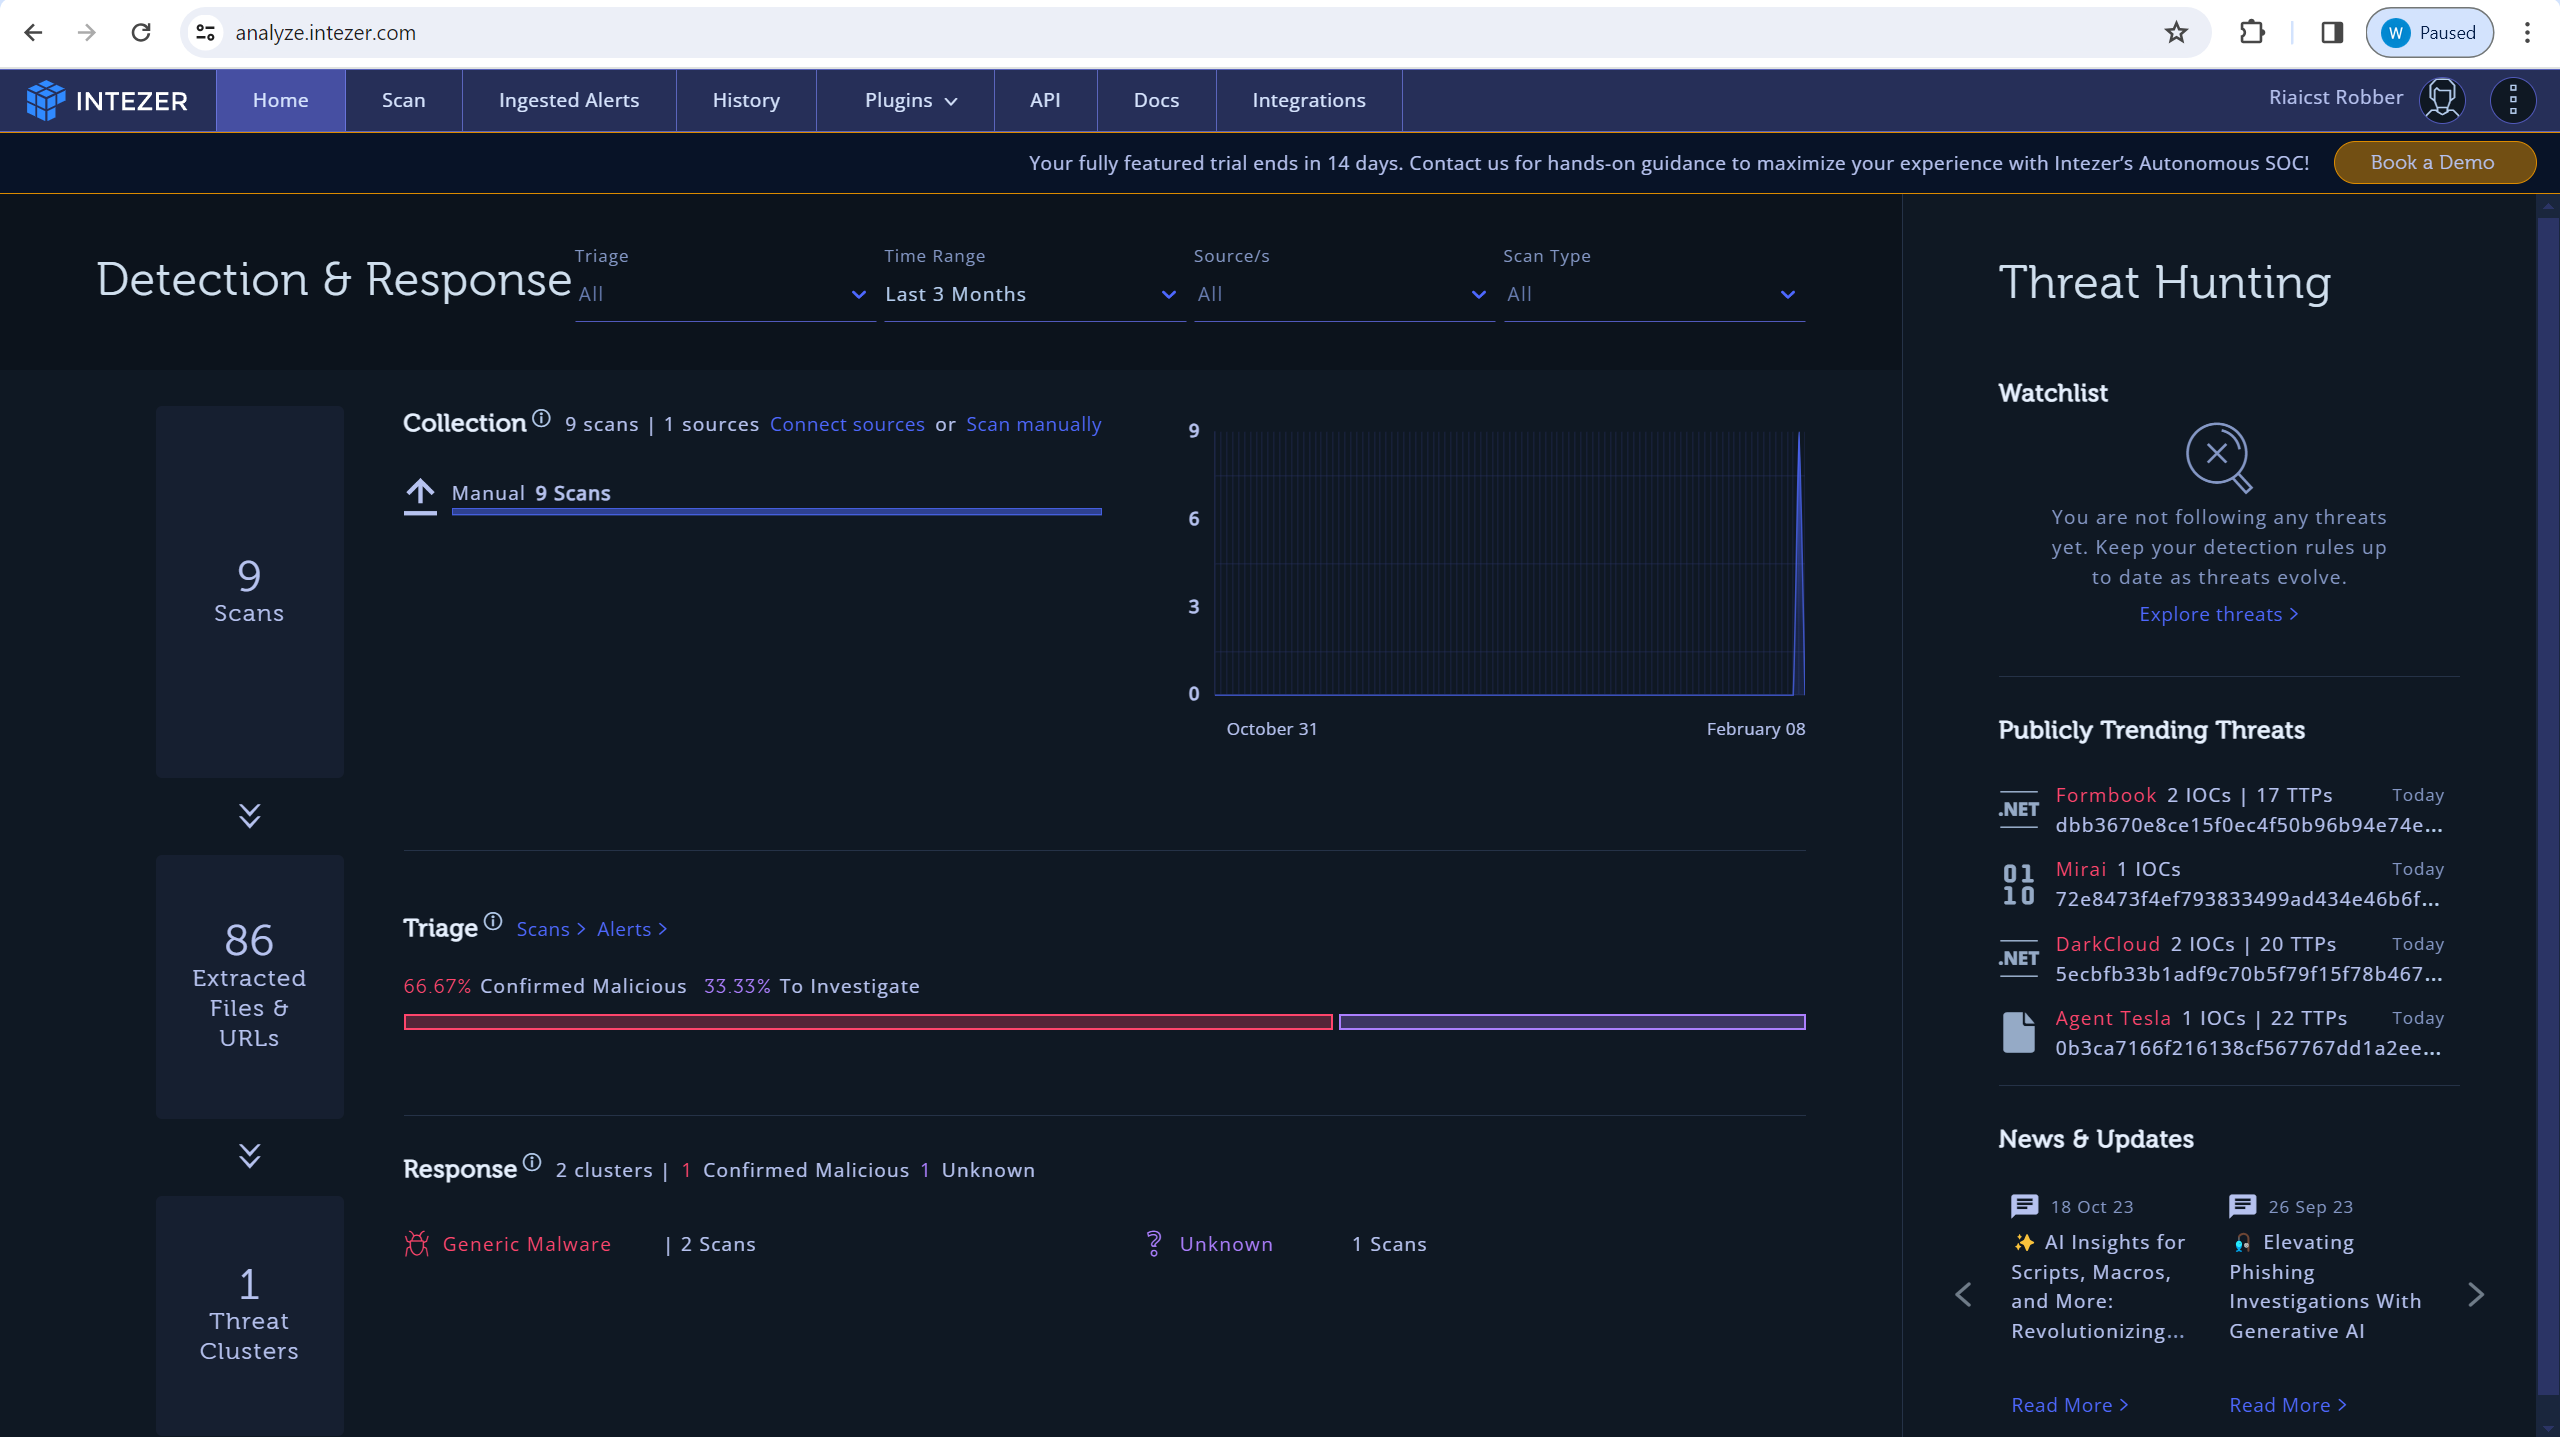 analyze.intezer.com
W Paused
INTEZER
Home
Scan
Ingested Alerts
History
Plugins
API
Docs
Integrations
Riaicst Robber
Your fully featured trial ends in 14 days. Contact us for hands-on guidance to maximize your experience with Intezer’s Autonomous SOC!
Book a Demo
Detection & Response
Triage
All
Time Range
Last 3 Months
Source/s
All
Scan Type
All
9
Scans
Collection 9 scans | 1 sources Connect sources or Scan manually
Manual 9 Scans
9
6
3
0
October 31
February 08
86
Extracted
Files &
URLs
Triage Scans > Alerts >
66.67% Confirmed Malicious 33.33% To Investigate
1
Threat
Clusters
Response 2 clusters | 1 Confirmed Malicious 1 Unknown
Generic Malware | 2 Scans
? Unknown 1 Scans
Threat Hunting
Watchlist
You are not following any threats
yet. Keep your detection rules up
to date as threats evolve.
Explore threats >
Publicly Trending Threats
.NET
Formbook 2 IOCs | 17 TTPs Today
dbb3670e8ce15f0ec4f50b96b94e74e...
01
10
Mirai 1 IOCs Today
72e8473f4ef793833499ad434e46b6f...
.NET
DarkCloud 2 IOCs | 20 TTPs Today
5ecbfb33b1adf9c70b5f79f15f78b467...
Agent Tesla 1 IOCs | 22 TTPs Today
0b3ca7166f216138cf567767dd1a2ee...
News & Updates
18 Oct 23
✨ AI Insights for
Scripts, Macros,
and More:
Revolutionizing...
Read More >
26 Sep 23
Elevating
Phishing
Investigations With
Generative AI
Read More >